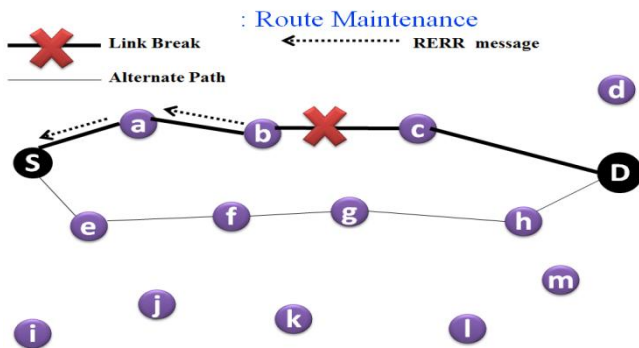 : Route Maintenance
Link Break
RERR message
Alternate Path
d
a
b
c
S
D
e
f
g
h
m
j
k
l
i